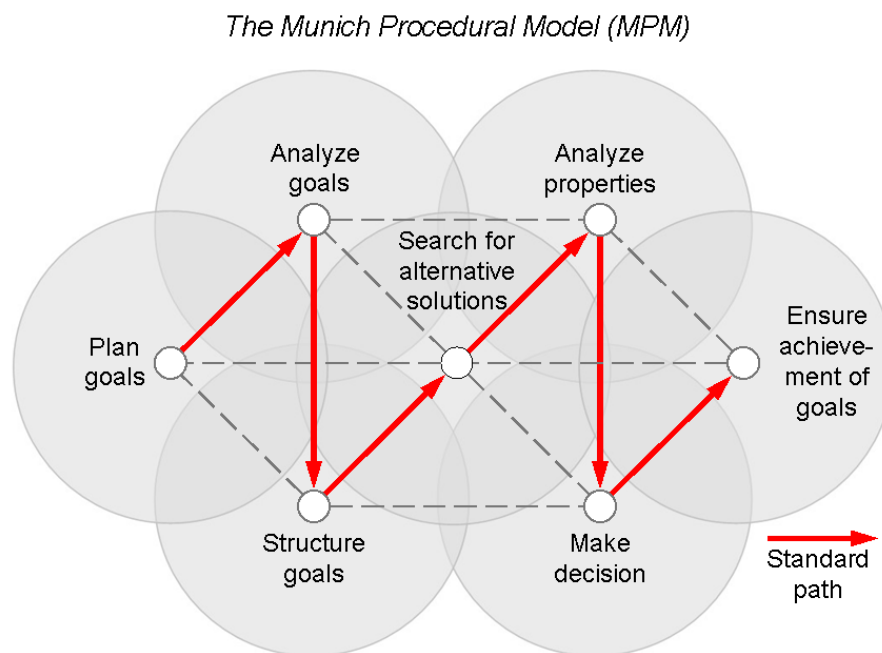 The Munich Procedural Model (MPM)
Analyze
goals
Analyze
properties
Search for
alternative
solutions
Plan
goals
Ensure
achieve-
ment of
goals
Structure
goals
Make
decision
Standard
path